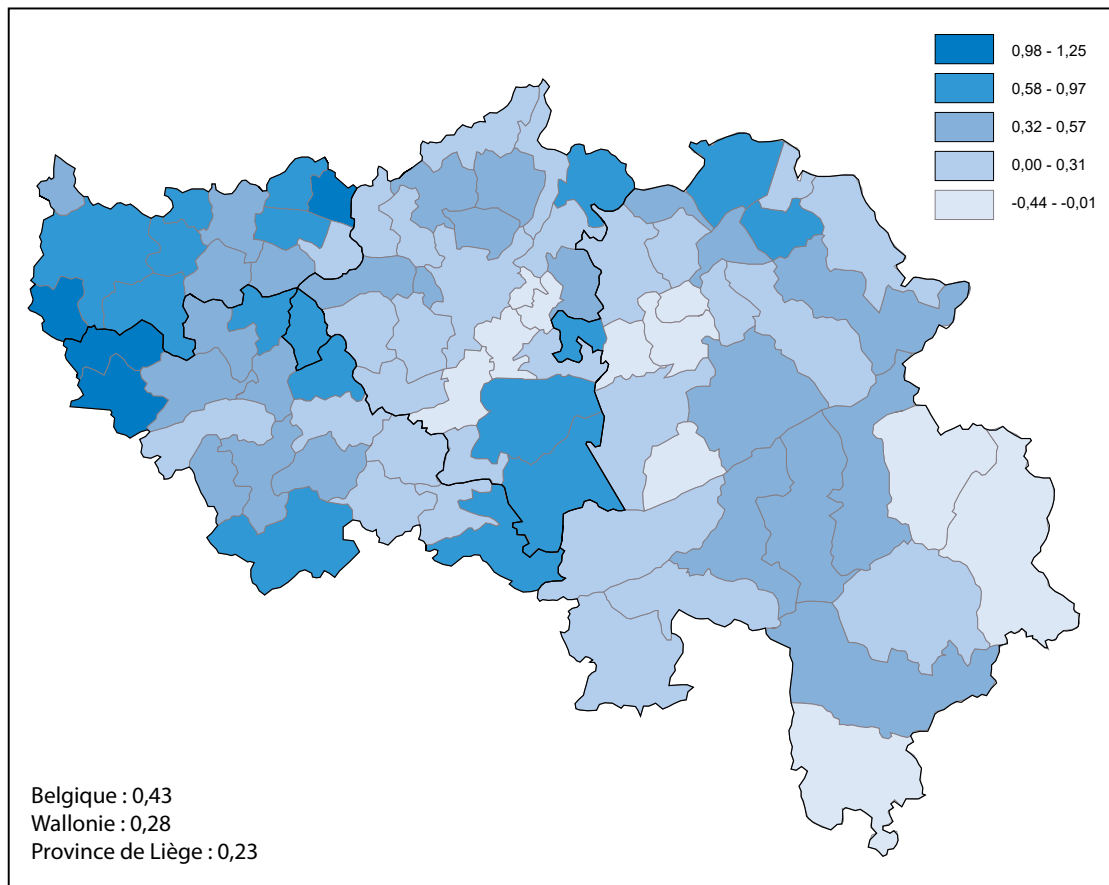 0,98 - 1,25
0,58 - 0,97
0,32 - 0,57
0,00 - 0,31
-0,44 - -0,01
Belgique : 0,43
Wallonie : 0,28
Province de Liège : 0,23